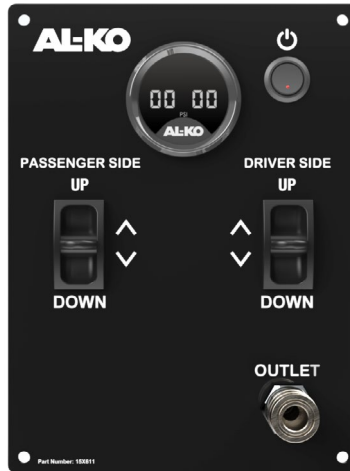 AL-KO
00 00
PSI
AL-KO
PASSENGER SIDE
UP
DOWN
DRIVER SIDE
UP
DOWN
OUTLET
Part Number: 15X611